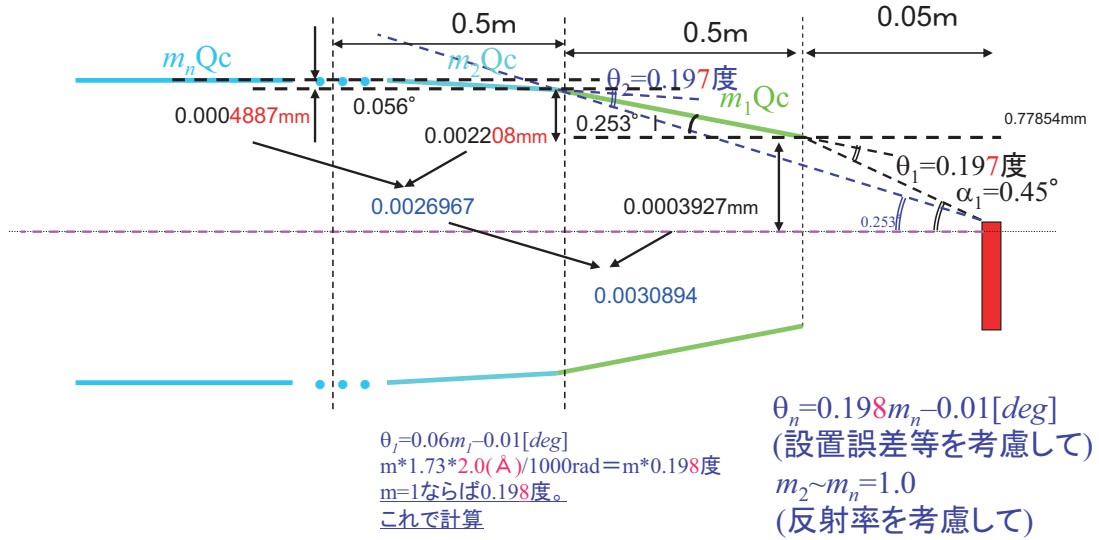 0.5m
0.5m
0.05m
mnQc
m2Qc
m1Qc
θ2=0.197度
0.056°
0.253°
0.77854mm
0.0004887mm
0.002208mm
θ1=0.197度
α1=0.45°
0.0026967
0.0003927mm
0.253°
0.0030894
θn=0.198mn–0.01[deg]
(設置誤差等を考慮して)
m2~mn=1.0
(反射率を考慮して)
θ1=0.06m1–0.01[deg]
m*1.73*2.0(Å)/1000rad＝m*0.198度
m=1ならば0.198度。
これで計算